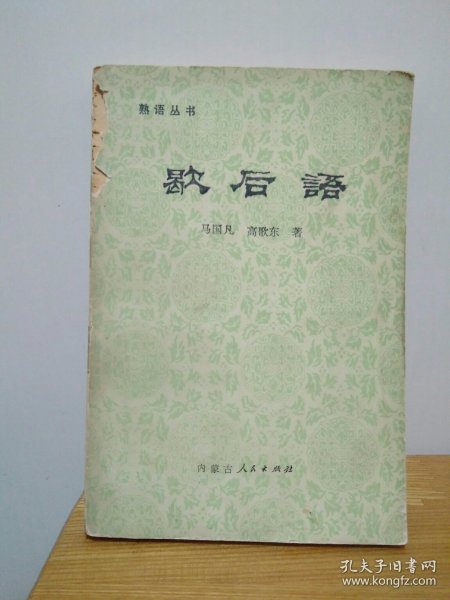 熟语丛书
歇后語
马国凡 高歌东 著
内蒙古人民出版社
孔夫子旧书网
www.kongfz.com